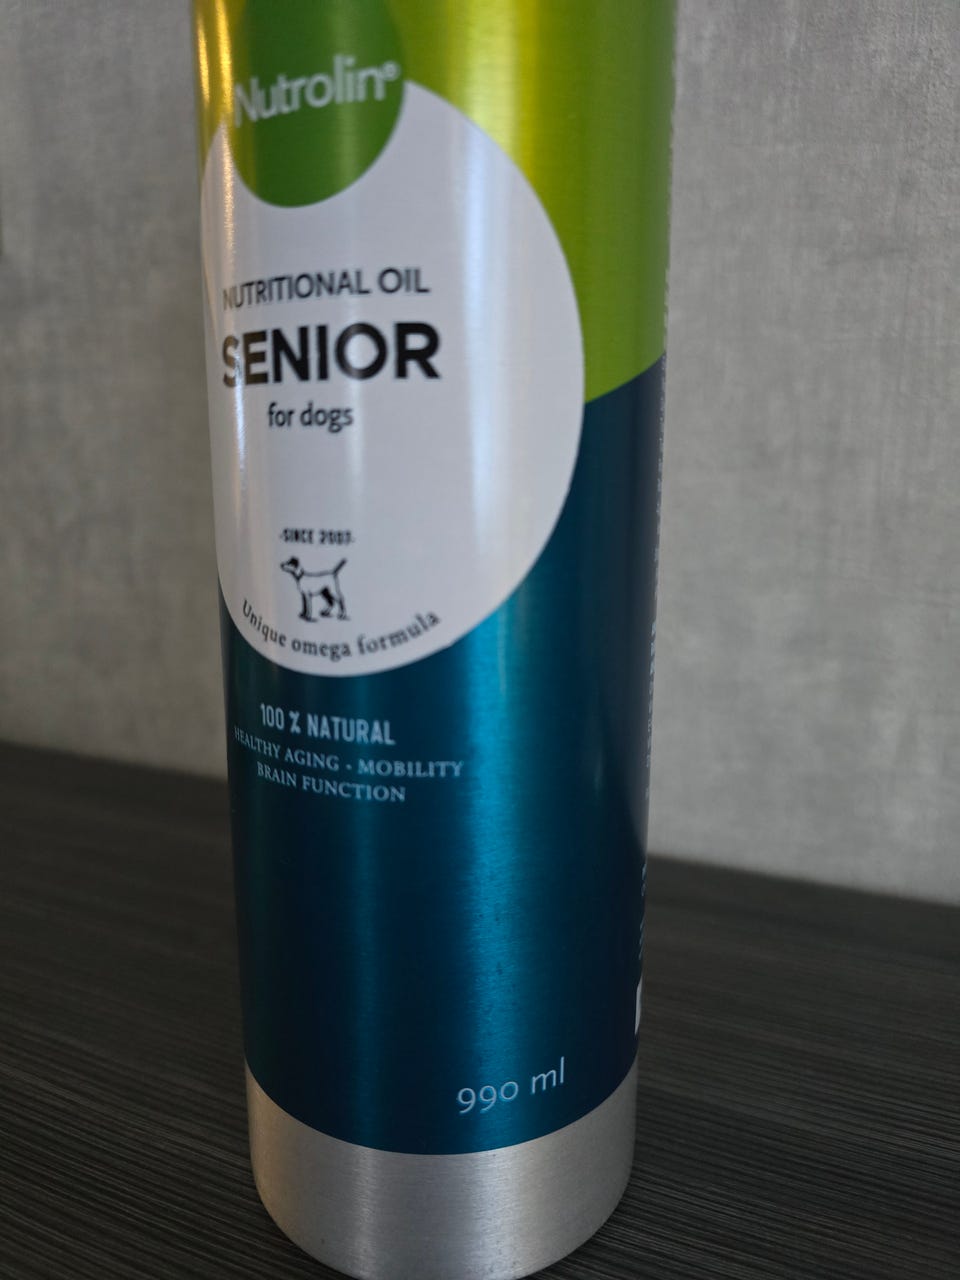 Nutrolin®
NUTRITIONAL OIL
SENIOR
for dogs
·SINCE 2007·
Unique omega formula
100 % NATURAL
HEALTHY AGING · MOBILITY
BRAIN FUNCTION
990 ml